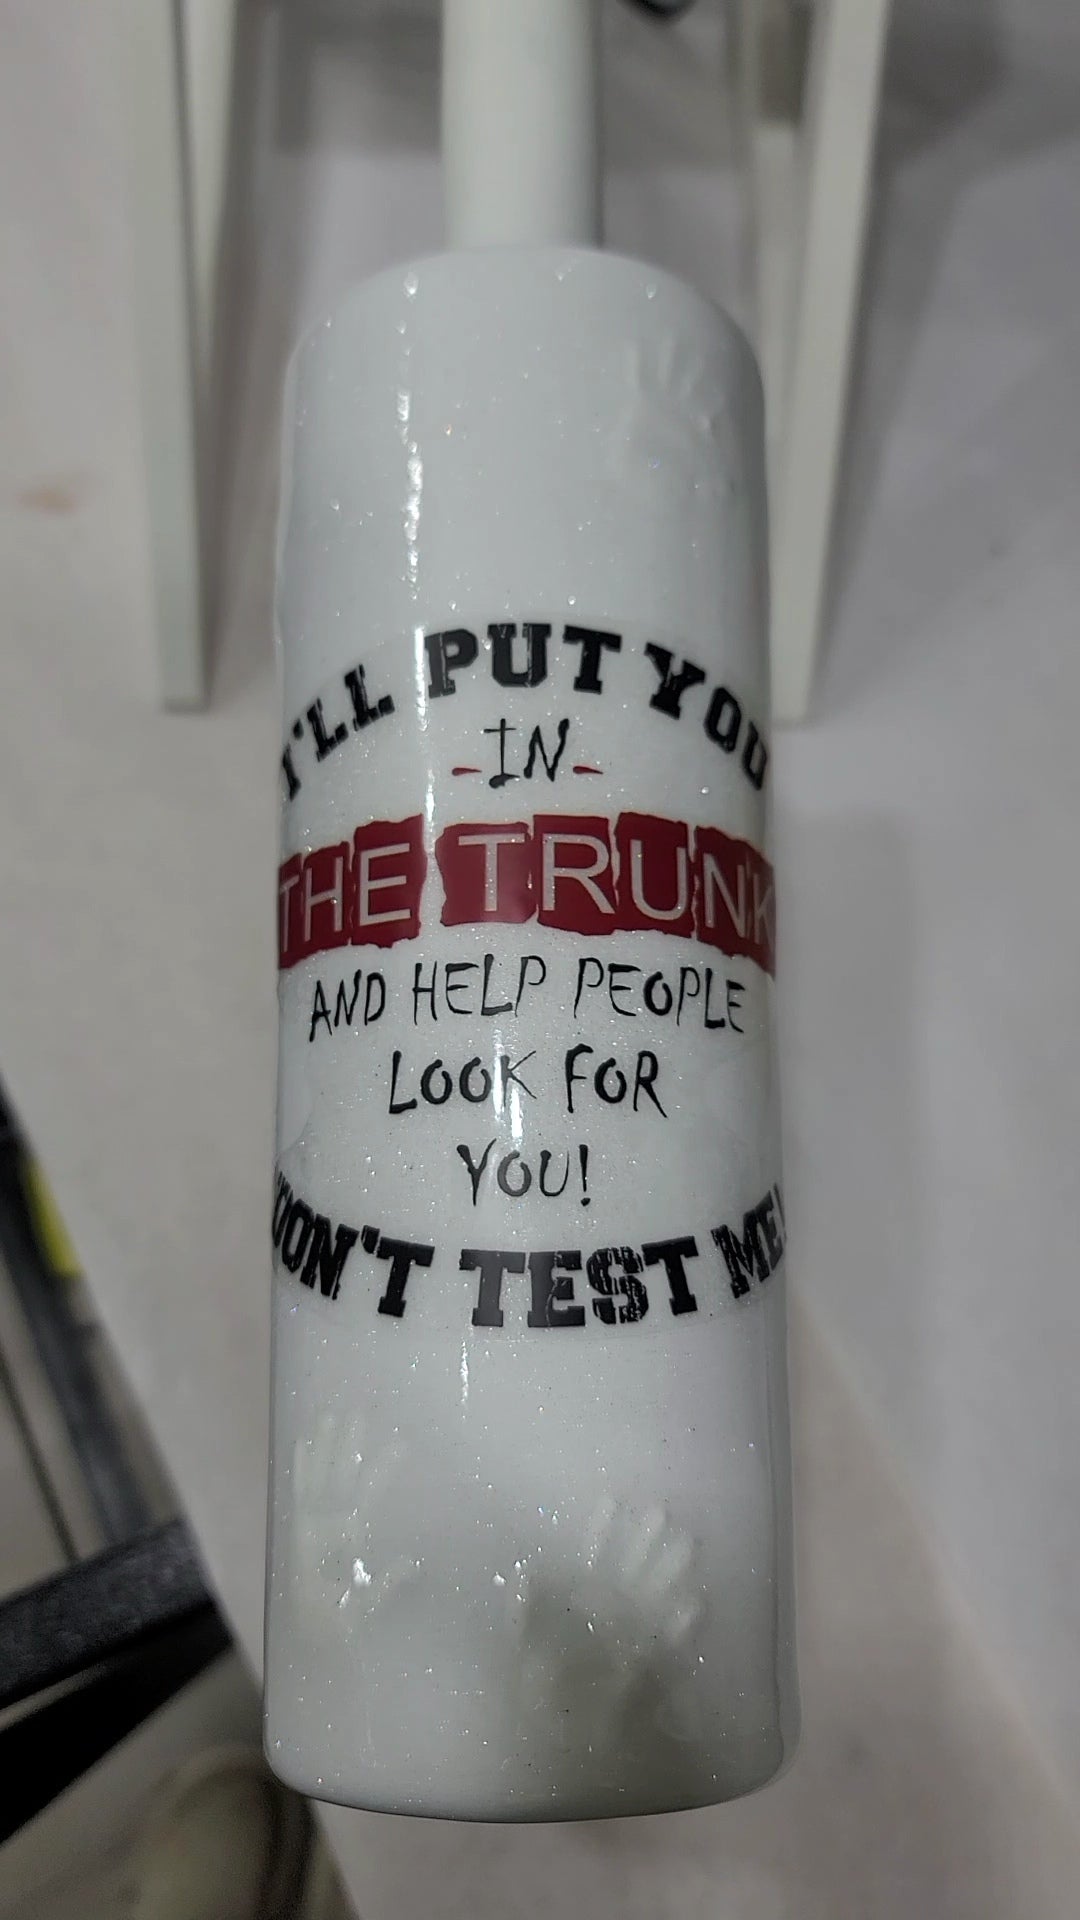 I'LL PUT YOU
-IN-
THE TRUNK
AND HELP PEOPLE
LOOK FOR
YOU!
DON'T TEST ME!